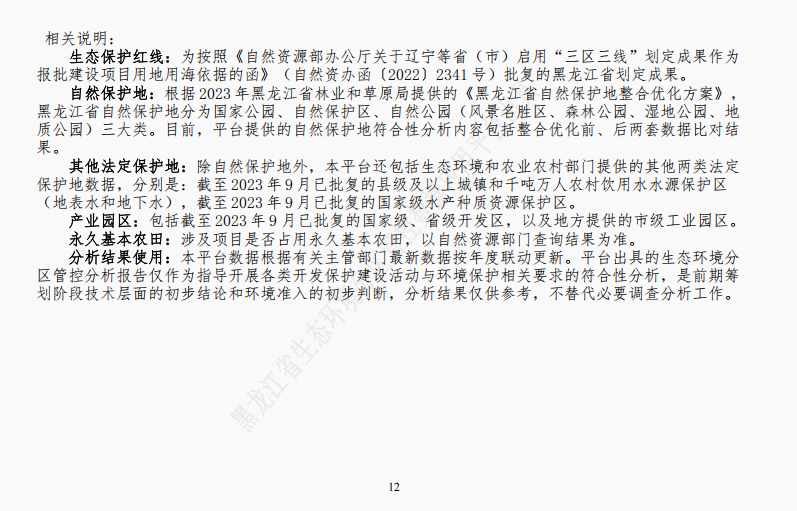 相关说明：
生态保护红线：为按照《自然资源部办公厅关于辽宁等省（市）启用“三区三线”划定成果作为
报批建设项目用地用海依据的函》（自然资办函〔2022〕2341号）批复的黑龙江省划定成果。
自然保护地：根据2023年黑龙江省林业和草原局提供的《黑龙江省自然保护地整合优化方案》，
黑龙江省自然保护地分为国家公园、自然保护区、自然公园（风景名胜区、森林公园、湿地公园、地
质公园）三大类。目前，平台提供的自然保护地符合性分析内容包括整合优化前、后两套数据比对结
果。
其他法定保护地：除自然保护地外，本平台还包括生态环境和农业农村部门提供的其他两类法定
保护地数据，分别是：截至2023年9月已批复的县级及以上城镇和千吨万人农村饮用水水源保护区
（地表水和地下水），截至2023年9月已批复的国家级水产种质资源保护区。
产业园区：包括截至2023年9月已批复的国家级、省级开发区，以及地方提供的市级工业园区。
永久基本农田：涉及项目是否占用永久基本农田，以自然资源部门查询结果为准。
分析结果使用：本平台数据根据有关主管部门最新数据按年度联动更新。平台出具的生态环境分
区管控分析报告仅作为指导开展各类开发保护建设活动与环境保护相关要求的符合性分析，是前期筹
划阶段技术层面的初步结论和环境准入的初步判断，分析结果仅供参考，不替代必要调查分析工作。
黑龙江省生态环境
12